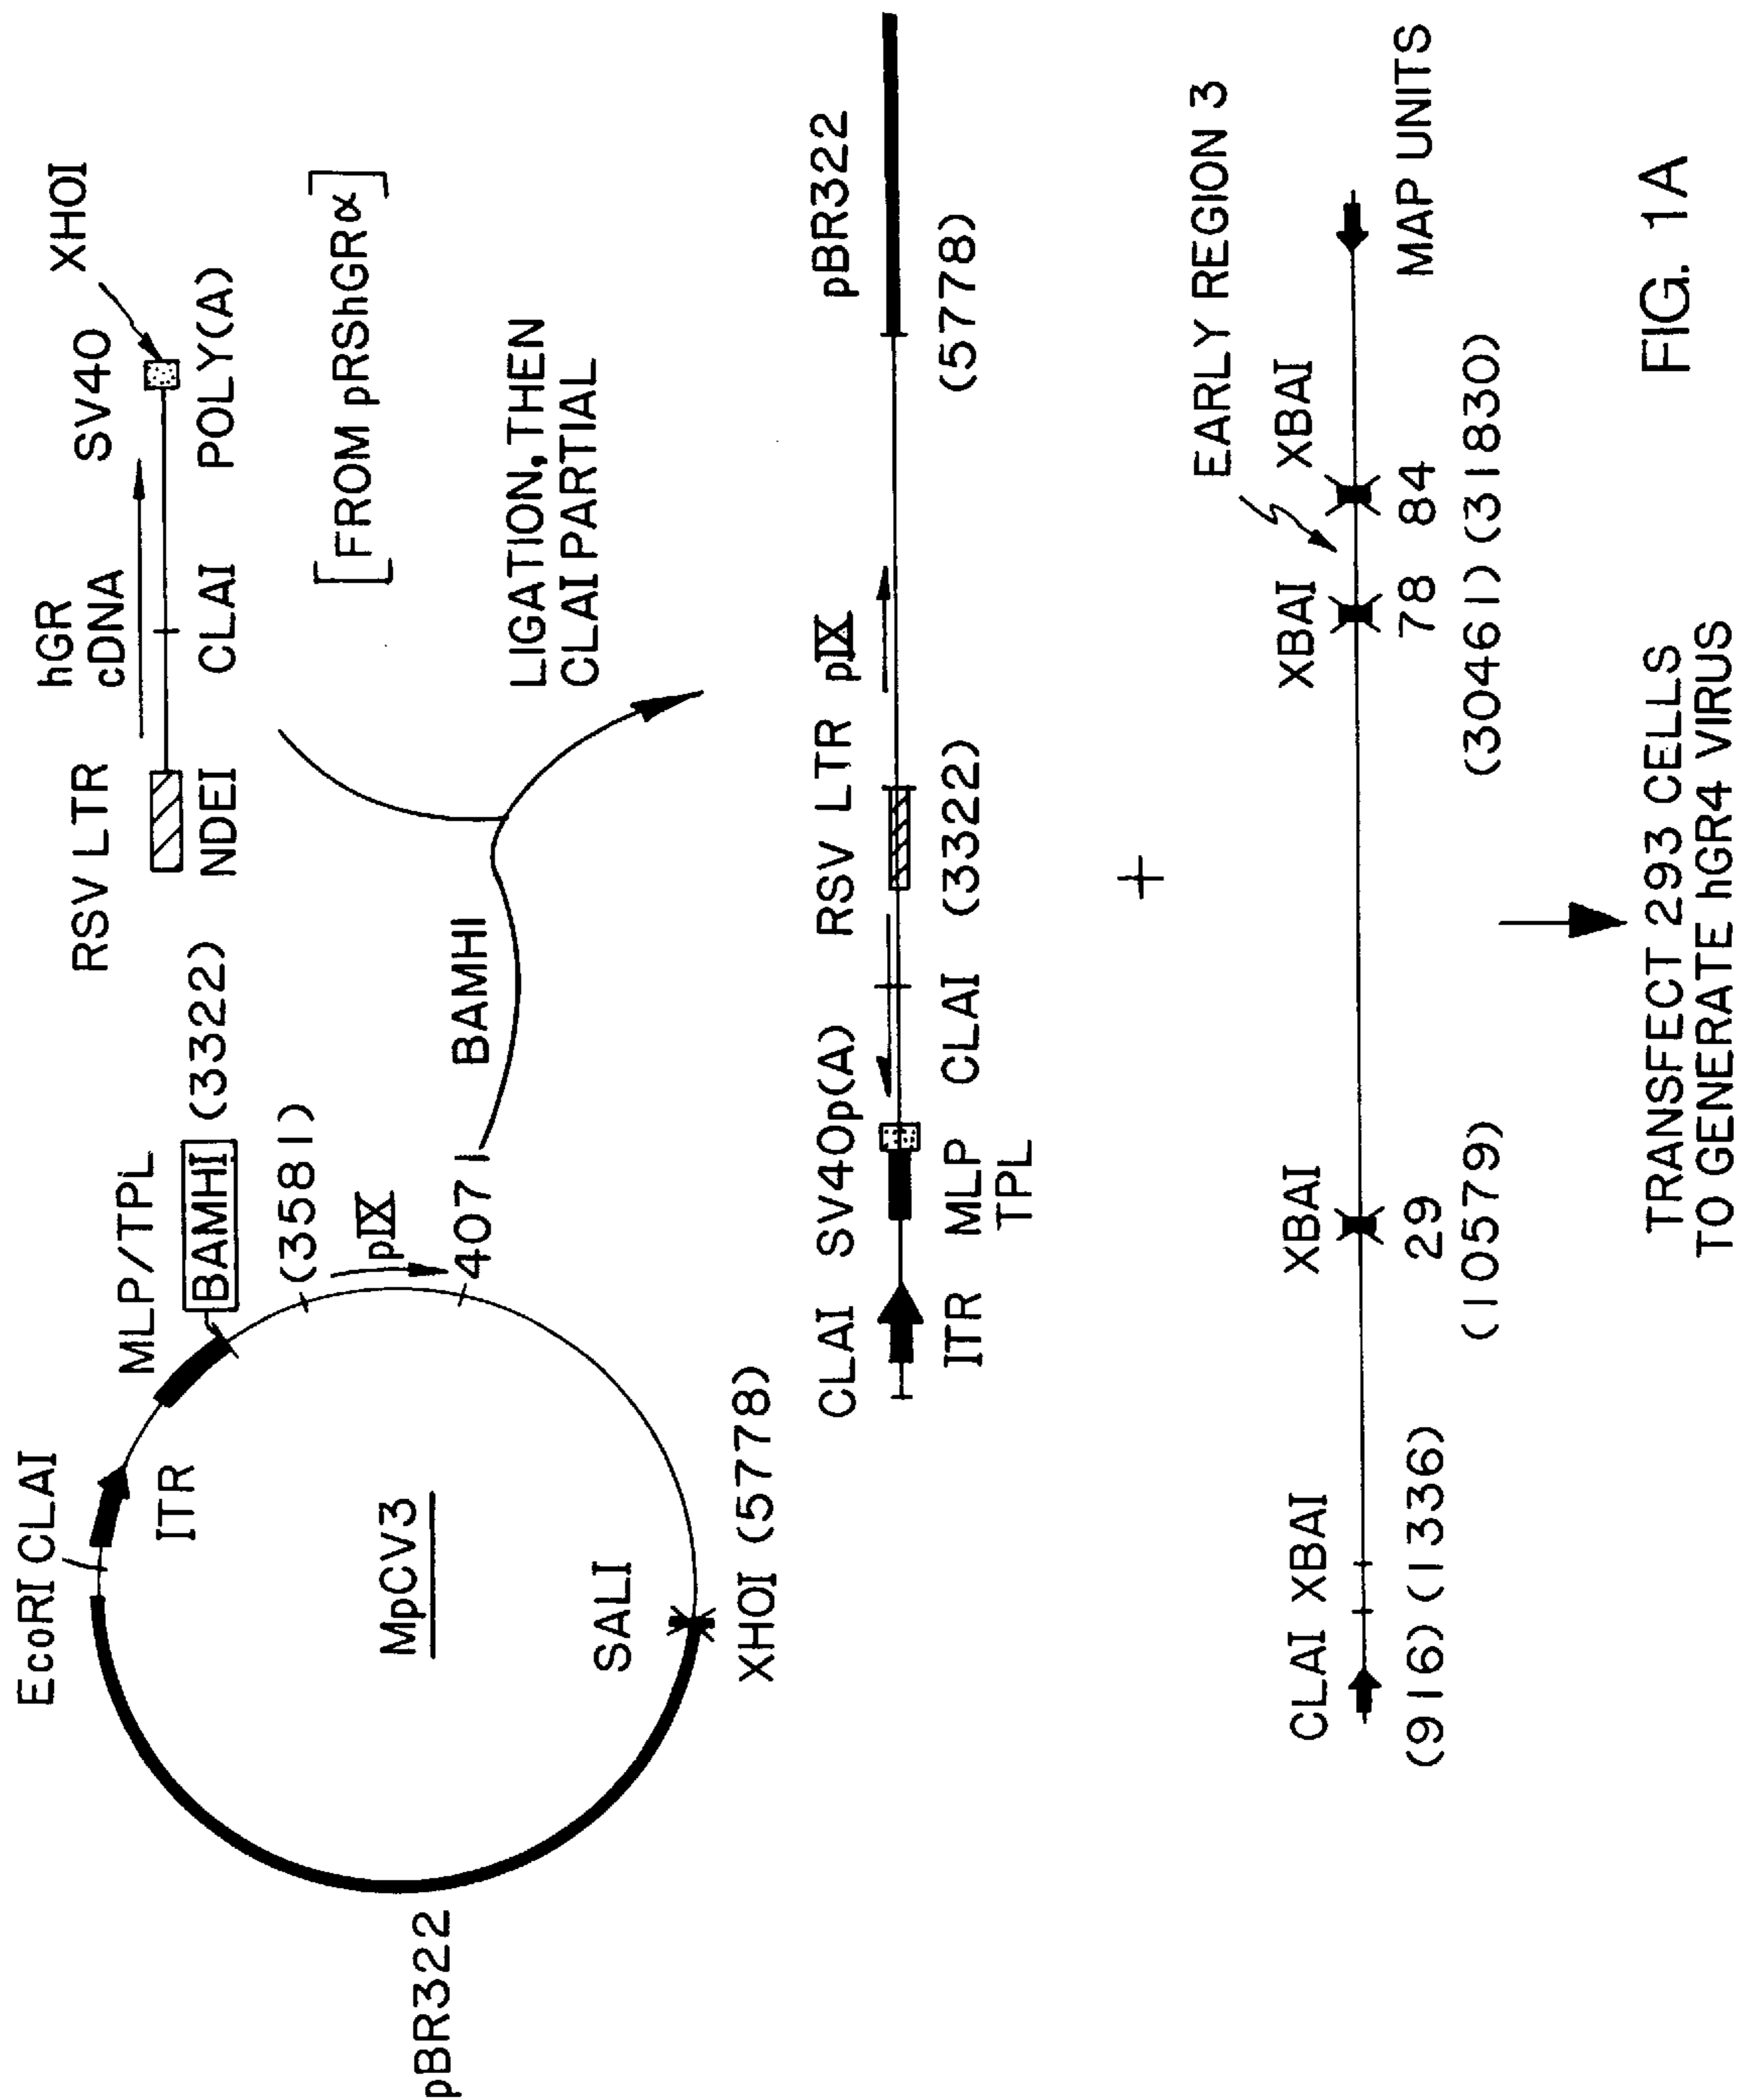 EcoRI CLAI
ITR
MLP/TPL
BAMHI (3322)
(3581)
pIX
4071
BAMHI
MpCV3
SALI
XHOI (5778)
pBR322
RSV LTR
hGR
cDNA
SV40
XHOI
NDEI
CLAI
POLY(A)
[FROM pRShGRα]
LIGATION, THEN
CLAI PARTIAL
CLAI SV40p(A) RSV LTR pIX pBR322
ITR MLP CLAI (3322) (5778)
TPL
+
EARLY REGION 3
CLAI XBAI XBAI XBAI XBAI
(916) (1336) 29 78 84 MAP UNITS
(10579) (30461) (31830)
TRANSFECT 293 CELLS
TO GENERATE hGR4 VIRUS
FIG. 1A